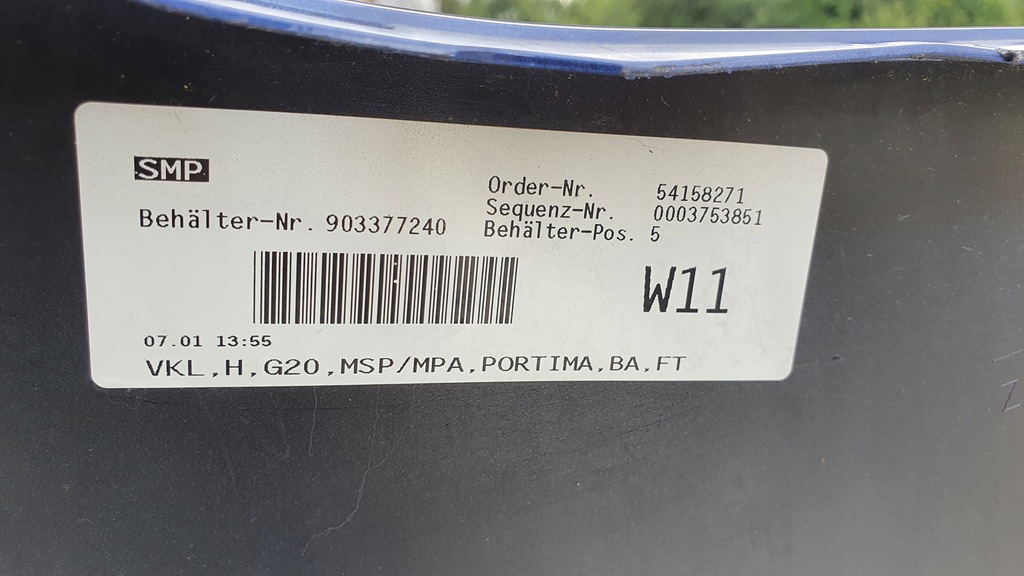 SMP
Order-Nr. 54158271
Sequenz-Nr. 0003753851
Behälter-Nr. 903377240
Behälter-Pos. 5
W11
07.01 13:55
VKL,H,G20,MSP/MPA,PORTIMA,BA,FT